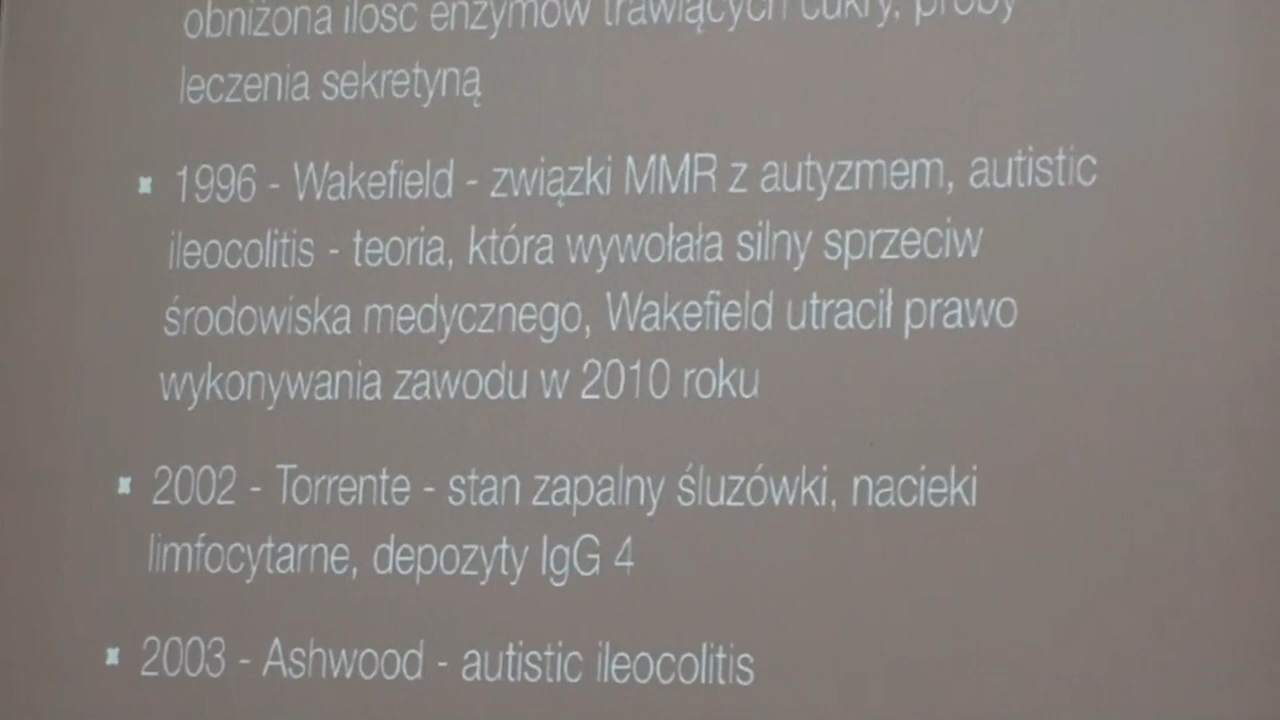 obniżona ilość enzymów trawiących cukry, próby
leczenia sekretyną
1996 - Wakefield - związki MMR z autyzmem, autistic
ileocolitis - teoria, która wywołała silny sprzeciw
środowiska medycznego, Wakefield utracił prawo
wykonywania zawodu w 2010 roku
2002 - Torrente - stan zapalny śluzówki, nacieki
limfocytarne, depozyty IgG 4
2003 - Ashwood - autistic ileocolitis